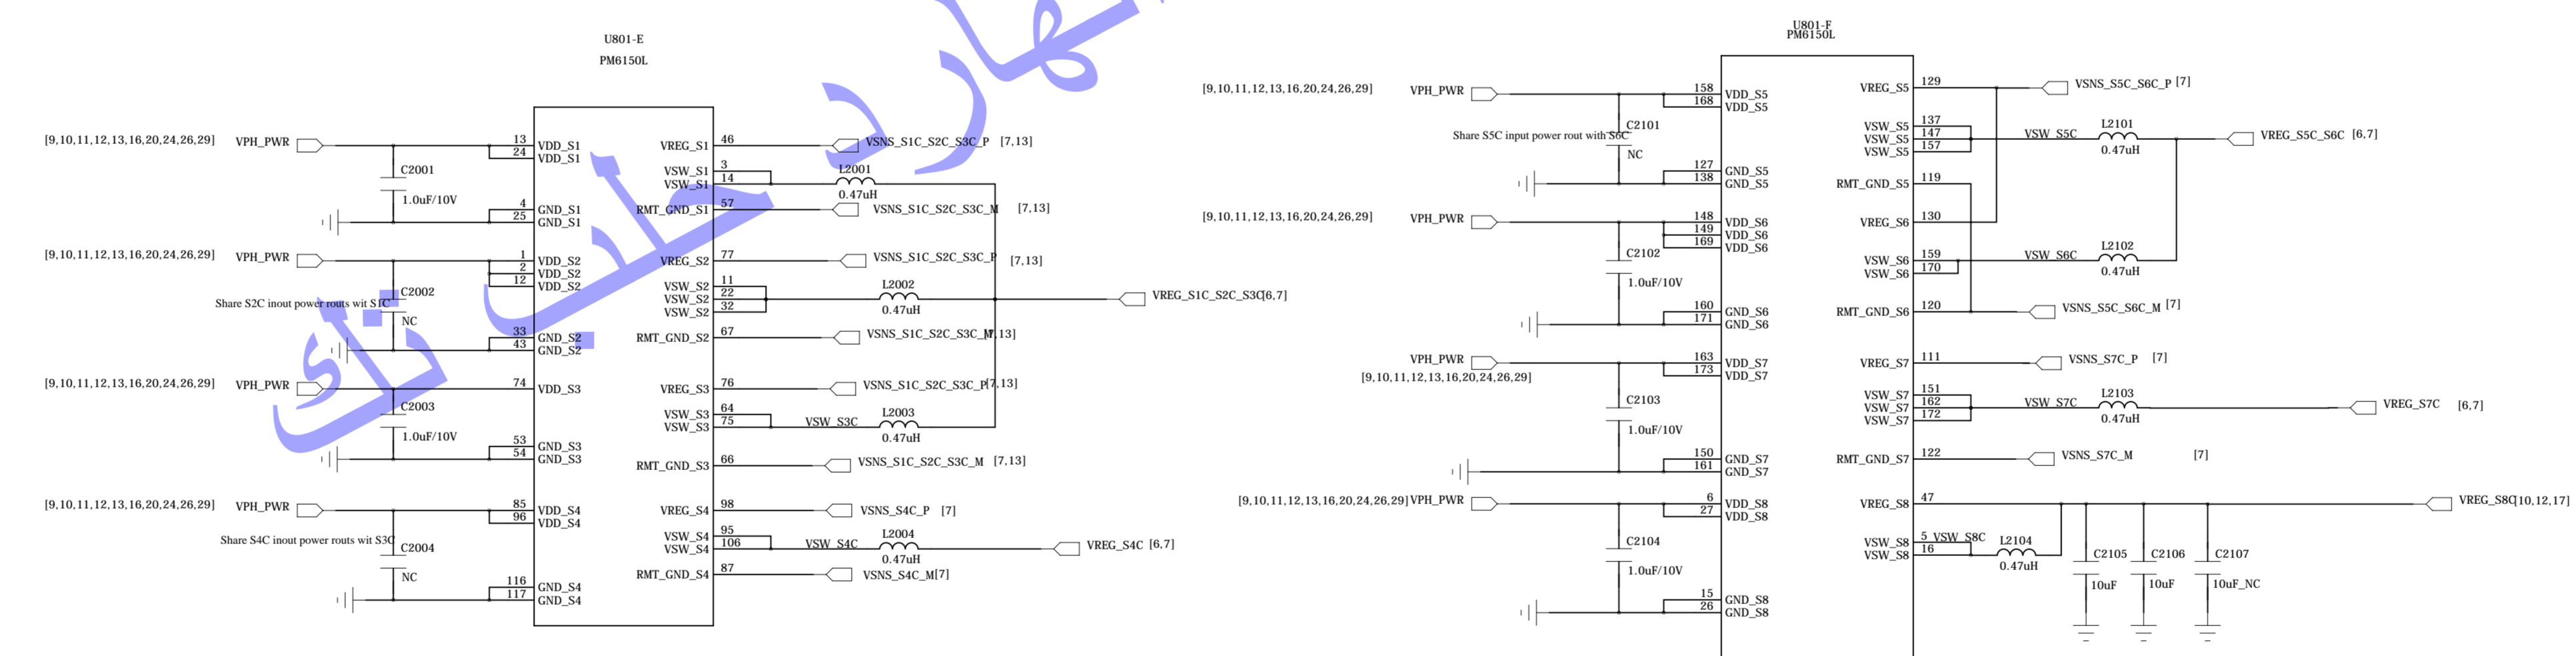 U801-E
PM6150L
[9,10,11,12,13,16,20,24,26,29] VPH_PWR
13 VDD_S1
24 VDD_S1
C2001
1.0uF/10V
4 GND_S1
25 GND_S1
[9,10,11,12,13,16,20,24,26,29] VPH_PWR
1 VDD_S2
2 VDD_S2
12 VDD_S2
C2002
Share S2C inout power routs wit S1C
NC
33 GND_S2
43 GND_S2
[9,10,11,12,13,16,20,24,26,29] VPH_PWR
74 VDD_S3
C2003
1.0uF/10V
53 GND_S3
54 GND_S3
[9,10,11,12,13,16,20,24,26,29] VPH_PWR
85 VDD_S4
96 VDD_S4
Share S4C inout power routs wit S3C
C2004
NC
116 GND_S4
117 GND_S4
VREG_S1 46 VSNS_S1C_S2C_S3C_P [7,13]
VSW_S1 3
VSW_S1 14
L2001
0.47uH
RMT_GND_S1 57 VSNS_S1C_S2C_S3C_M [7,13]
VREG_S2 77 VSNS_S1C_S2C_S3C_P [7,13]
VSW_S2 11
VSW_S2 22
VSW_S2 32
L2002
0.47uH
VREG_S1C_S2C_S3C[6,7]
RMT_GND_S2 67 VSNS_S1C_S2C_S3C_M[7,13]
VREG_S3 76 VSNS_S1C_S2C_S3C_P[7,13]
VSW_S3 64
VSW_S3 75
VSW_S3C
L2003
0.47uH
RMT_GND_S3 66 VSNS_S1C_S2C_S3C_M [7,13]
VREG_S4 98 VSNS_S4C_P [7]
VSW_S4 95
VSW_S4 106
VSW_S4C
L2004
0.47uH
VREG_S4C [6,7]
RMT_GND_S4 87 VSNS_S4C_M[7]
U801-F
PM6150L
[9,10,11,12,13,16,20,24,26,29] VPH_PWR
158 VDD_S5
168 VDD_S5
C2101
Share S5C input power rout with S6C
NC
127 GND_S5
138 GND_S5
[9,10,11,12,13,16,20,24,26,29] VPH_PWR
148 VDD_S6
149 VDD_S6
169 VDD_S6
C2102
1.0uF/10V
160 GND_S6
171 GND_S6
VPH_PWR
[9,10,11,12,13,16,20,24,26,29]
163 VDD_S7
173 VDD_S7
C2103
1.0uF/10V
150 GND_S7
161 GND_S7
[9,10,11,12,13,16,20,24,26,29] VPH_PWR
6 VDD_S8
27 VDD_S8
C2104
1.0uF/10V
15 GND_S8
26 GND_S8
VREG_S5 129 VSNS_S5C_S6C_P [7]
VSW_S5 137
VSW_S5 147
VSW_S5 157
VSW_S5C
L2101
0.47uH
VREG_S5C_S6C [6,7]
RMT_GND_S5 119
VREG_S6 130
VSW_S6 159
VSW_S6 170
VSW_S6C
L2102
0.47uH
RMT_GND_S6 120 VSNS_S5C_S6C_M [7]
VREG_S7 111 VSNS_S7C_P [7]
VSW_S7 151
VSW_S7 162
VSW_S7 172
VSW_S7C
L2103
0.47uH
VREG_S7C [6,7]
RMT_GND_S7 122 VSNS_S7C_M [7]
VREG_S8 47 VREG_S8C[10,12,17]
VSW_S8 5
VSW_S8 16
VSW_S8C
L2104
0.47uH
C2105
10uF
C2106
10uF
C2107
10uF_NC